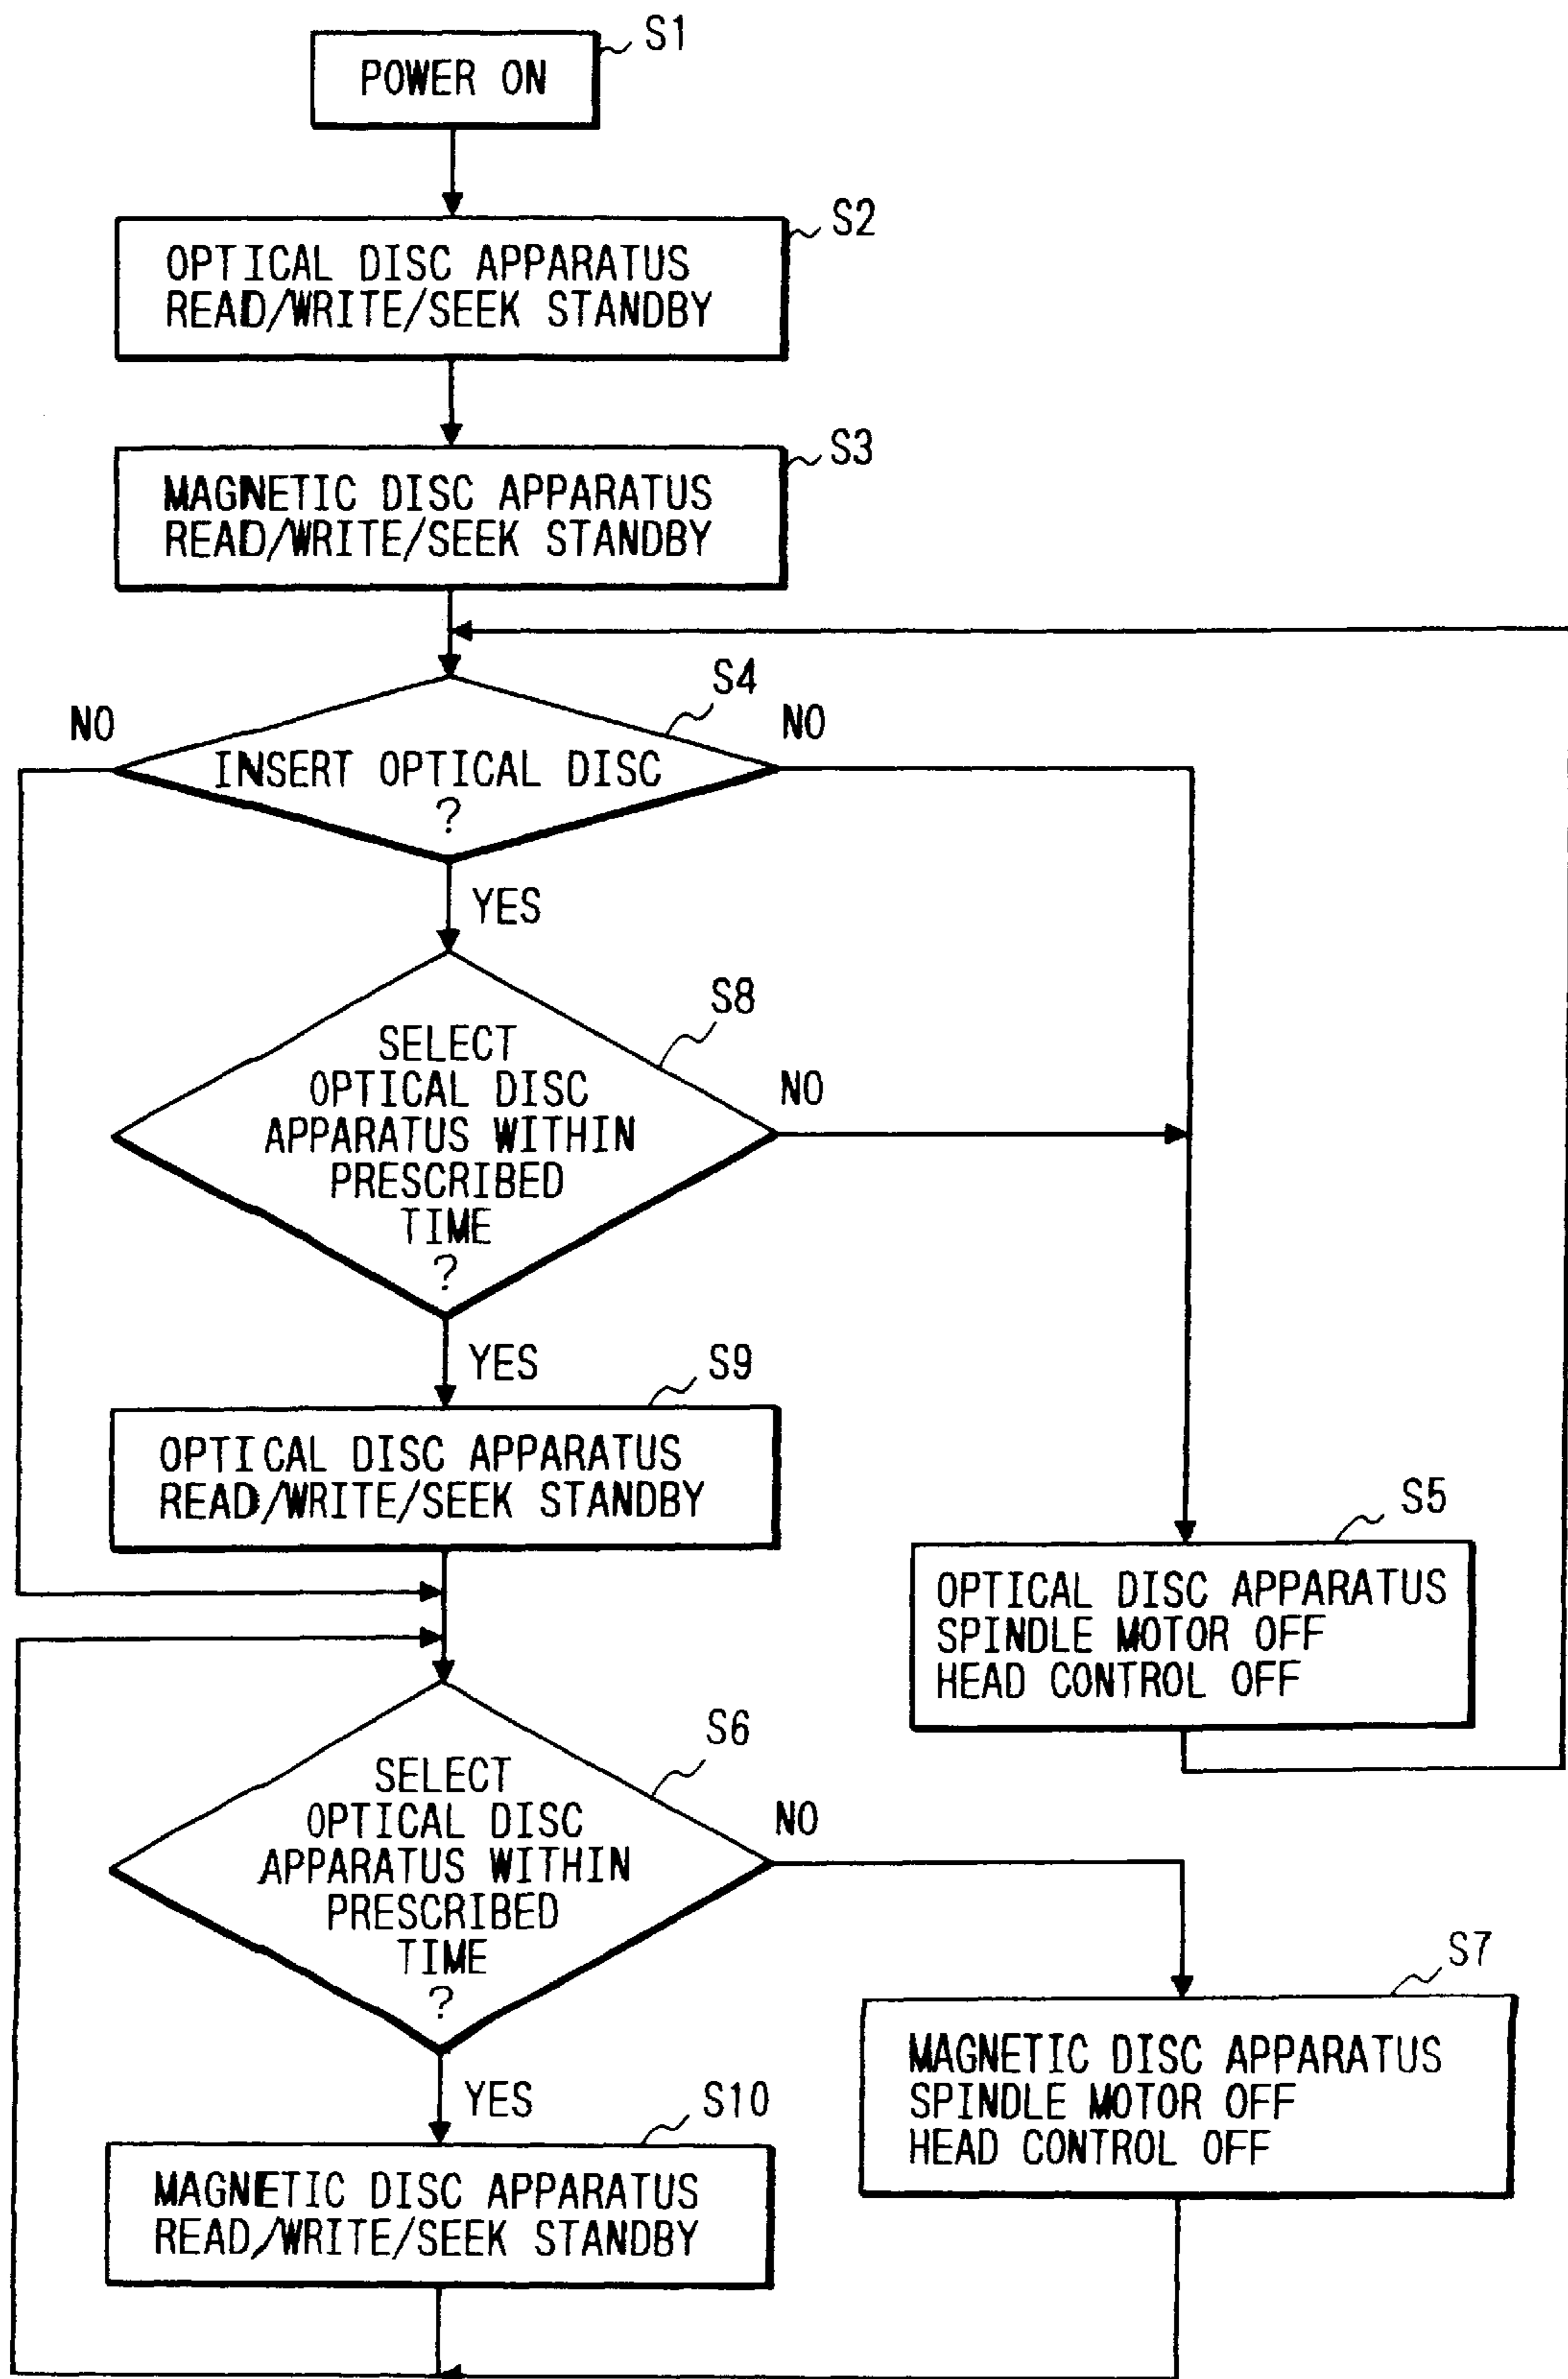 S1
POWER ON
S2
OPTICAL DISC APPARATUS
READ/WRITE/SEEK STANDBY
S3
MAGNETIC DISC APPARATUS
READ/WRITE/SEEK STANDBY
S4
NO
NO
INSERT OPTICAL DISC
?
YES
S8
SELECT
OPTICAL DISC
APPARATUS WITHIN
PRESCRIBED
TIME
?
NO
YES
S9
OPTICAL DISC APPARATUS
READ/WRITE/SEEK STANDBY
S5
OPTICAL DISC APPARATUS
SPINDLE MOTOR OFF
HEAD CONTROL OFF
S6
SELECT
OPTICAL DISC
APPARATUS WITHIN
PRESCRIBED
TIME
?
NO
S7
MAGNETIC DISC APPARATUS
SPINDLE MOTOR OFF
HEAD CONTROL OFF
YES
S10
MAGNETIC DISC APPARATUS
READ/WRITE/SEEK STANDBY